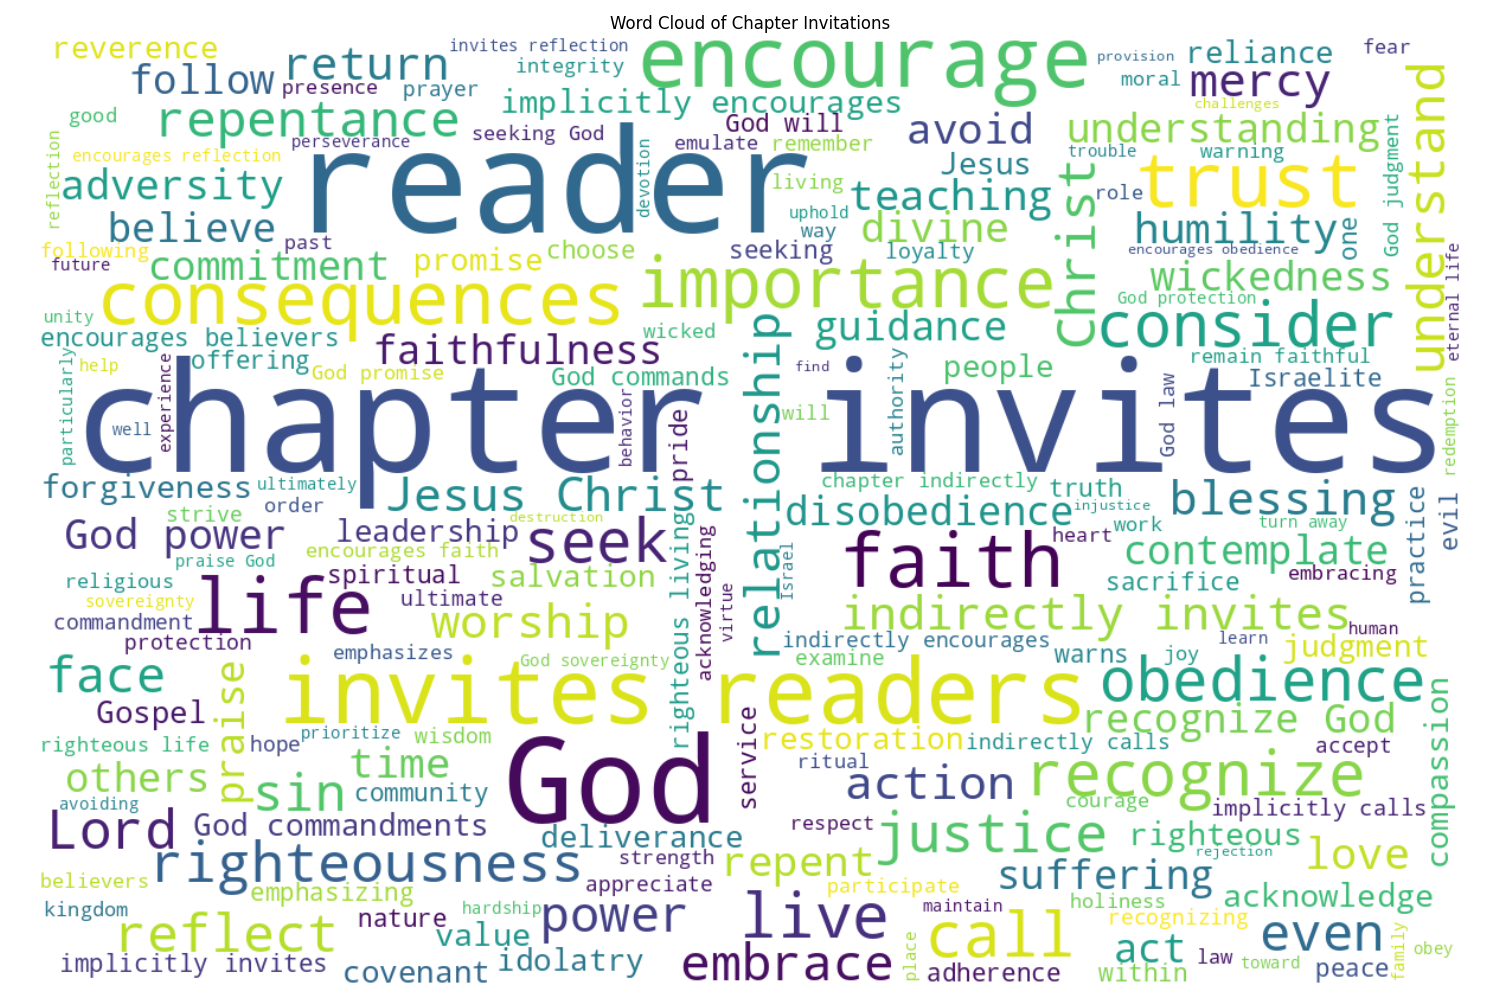 Word Cloud of Chapter Invitations
reverence
invites reflection
encourage
provision
reliance
fear
follow
return
integrity
presence
prayer
moral
mercy
understand
good
repentance
implicitly encourages
challenges
perseverance
seeking God
God will
avoid
understanding
emulate
remember
encourages reflection
reflection
reader
devotion
Jesus
trouble
warning
God judgment
adversity
living
teaching
role
trust
believe
uphold
way
divine
Christ
humility
one
past
following
choose
seeking
loyalty
encourages obedience
future
commitment
promise
importance
wickedness
eternal life
consequences
God protection
unity
encourages believers
wicked
guidance
consider
faithfulness
relationship
particularly
help
offering
God promise
God commands
find
people
remain faithful
Israelite
chapter invites
well
experience
behavior
pride
will
authority
God law
redemption
forgiveness
ultimately
Jesus Christ
chapter indirectly
truth
blessing
strive
order
disobedience
injustice
practice
evil
God power
leadership
destruction
seek
work
turn away
heart
encourages faith
faith
contemplate
praise God
religious
spiritual
salvation
righteous living
acknowledging
Israel
sacrifice
embracing
sovereignty
life
ultimate
virtue
commandment
worship
indirectly invites
human
protection
emphasizes
indirectly encourages
learn
judgment
God sovereignty
examine
warns
joy
face
praise
invites readers
obedience
Gospel
recognize God
compassion
righteous life
hope
prioritize
wisdom
God
service
restoration
indirectly calls
accept
others
time
ritual
action
recognize
sin
community
courage
avoiding
implicitly calls
Lord
God commandments
deliverance
respect
justice
righteous
righteousness
strength
repent
rejection
love
believers
emphasizing
appreciate
participate
suffering
acknowledge
kingdom
nature
hardship
power
live
maintain
holiness
recognizing
reflect
value
call
act
even
family
obey
implicitly invites
covenant
idolatry
embrace
place
adherence
within
law
toward
peace